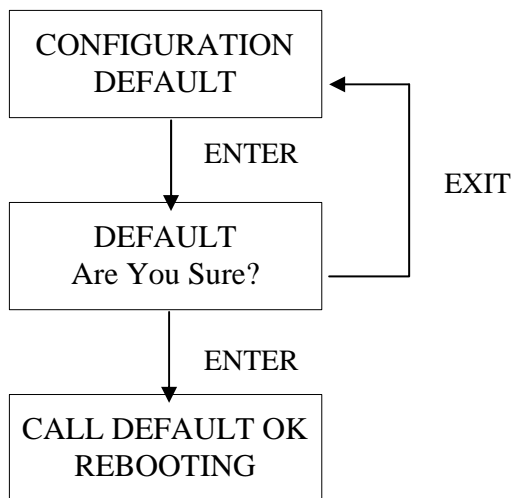 CONFIGURATION
DEFAULT
ENTER
EXIT
DEFAULT
Are You Sure?
ENTER
CALL DEFAULT OK
REBOOTING